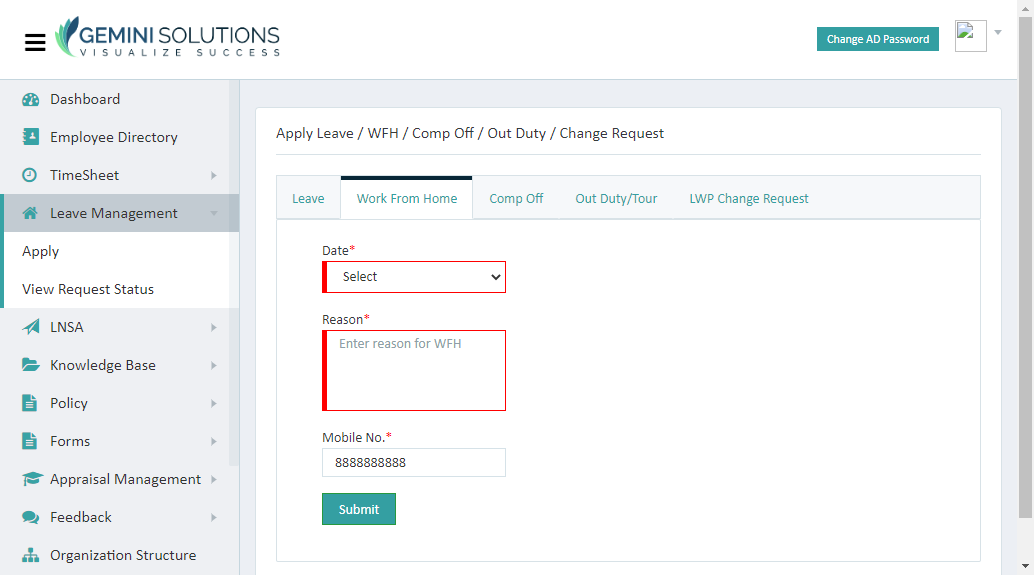 GEMINI SOLUTIONS
VISUALIZE SUCCESS
Change AD Password
Dashboard
Employee Directory
TimeSheet
Leave Management
Apply
View Request Status
LNSA
Knowledge Base
Policy
Forms
Appraisal Management
Feedback
Organization Structure
Apply Leave / WFH / Comp Off / Out Duty / Change Request
Leave
Work From Home
Comp Off
Out Duty/Tour
LWP Change Request
Date*
Select
Reason*
Enter reason for WFH
Mobile No.*
8888888888
Submit